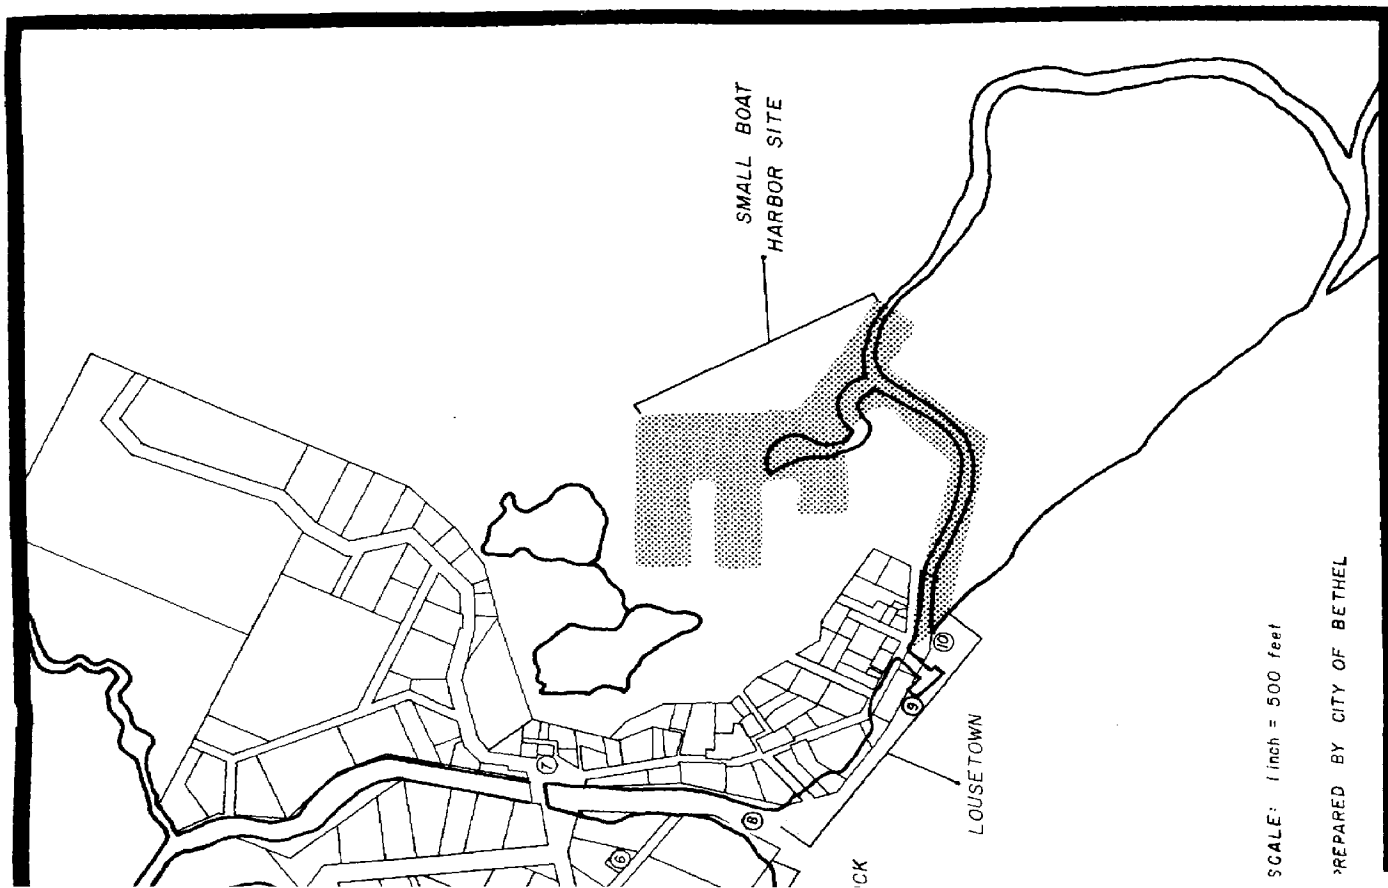 SMALL BOAT
HARBOR SITE
LOUSETOWN
6
7
8
9
10
CK
SCALE: 1 inch = 500 feet
PREPARED BY CITY OF BETHEL